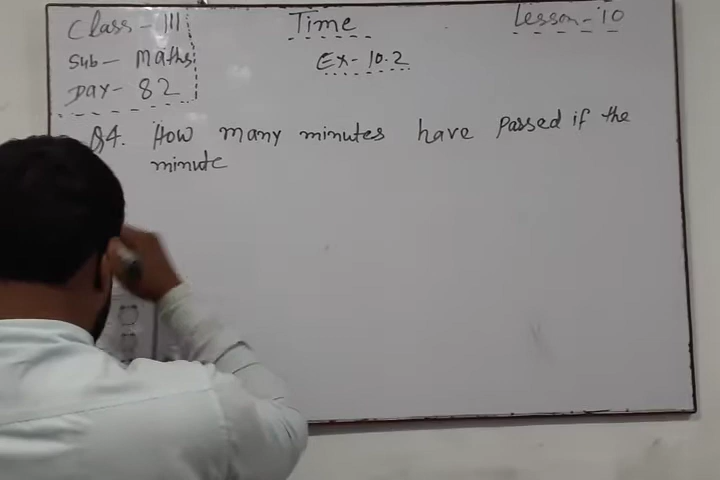 Class - III
Sub - Maths
Day - 82
Time
Ex - 10.2
Lesson - 10
Q4. How many minutes have passed if the
minute